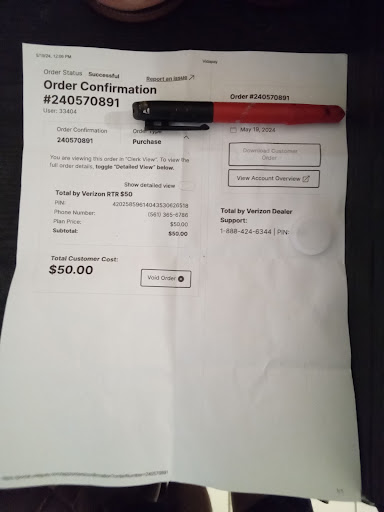 Order Status Successful
Report an issue
Order Confirmation
#240570891
User: 33404
Order Confirmation
240570891
Order Type
Purchase
You are viewing this order in "Clerk View". To view the
full order details, toggle "Detailed View" below.
Show detailed view
Total by Verizon RTR $50
PIN:
Phone Number: (561) 365-6786
Plan Price: $50.00
Subtotal: $50.00
Total Customer Cost:
$50.00
Void Order
Order #240570891
May 19, 2024
Download Customer
Order
View Account Overview
Total by Verizon Dealer
Support:
1-888-424-6344 | PIN: